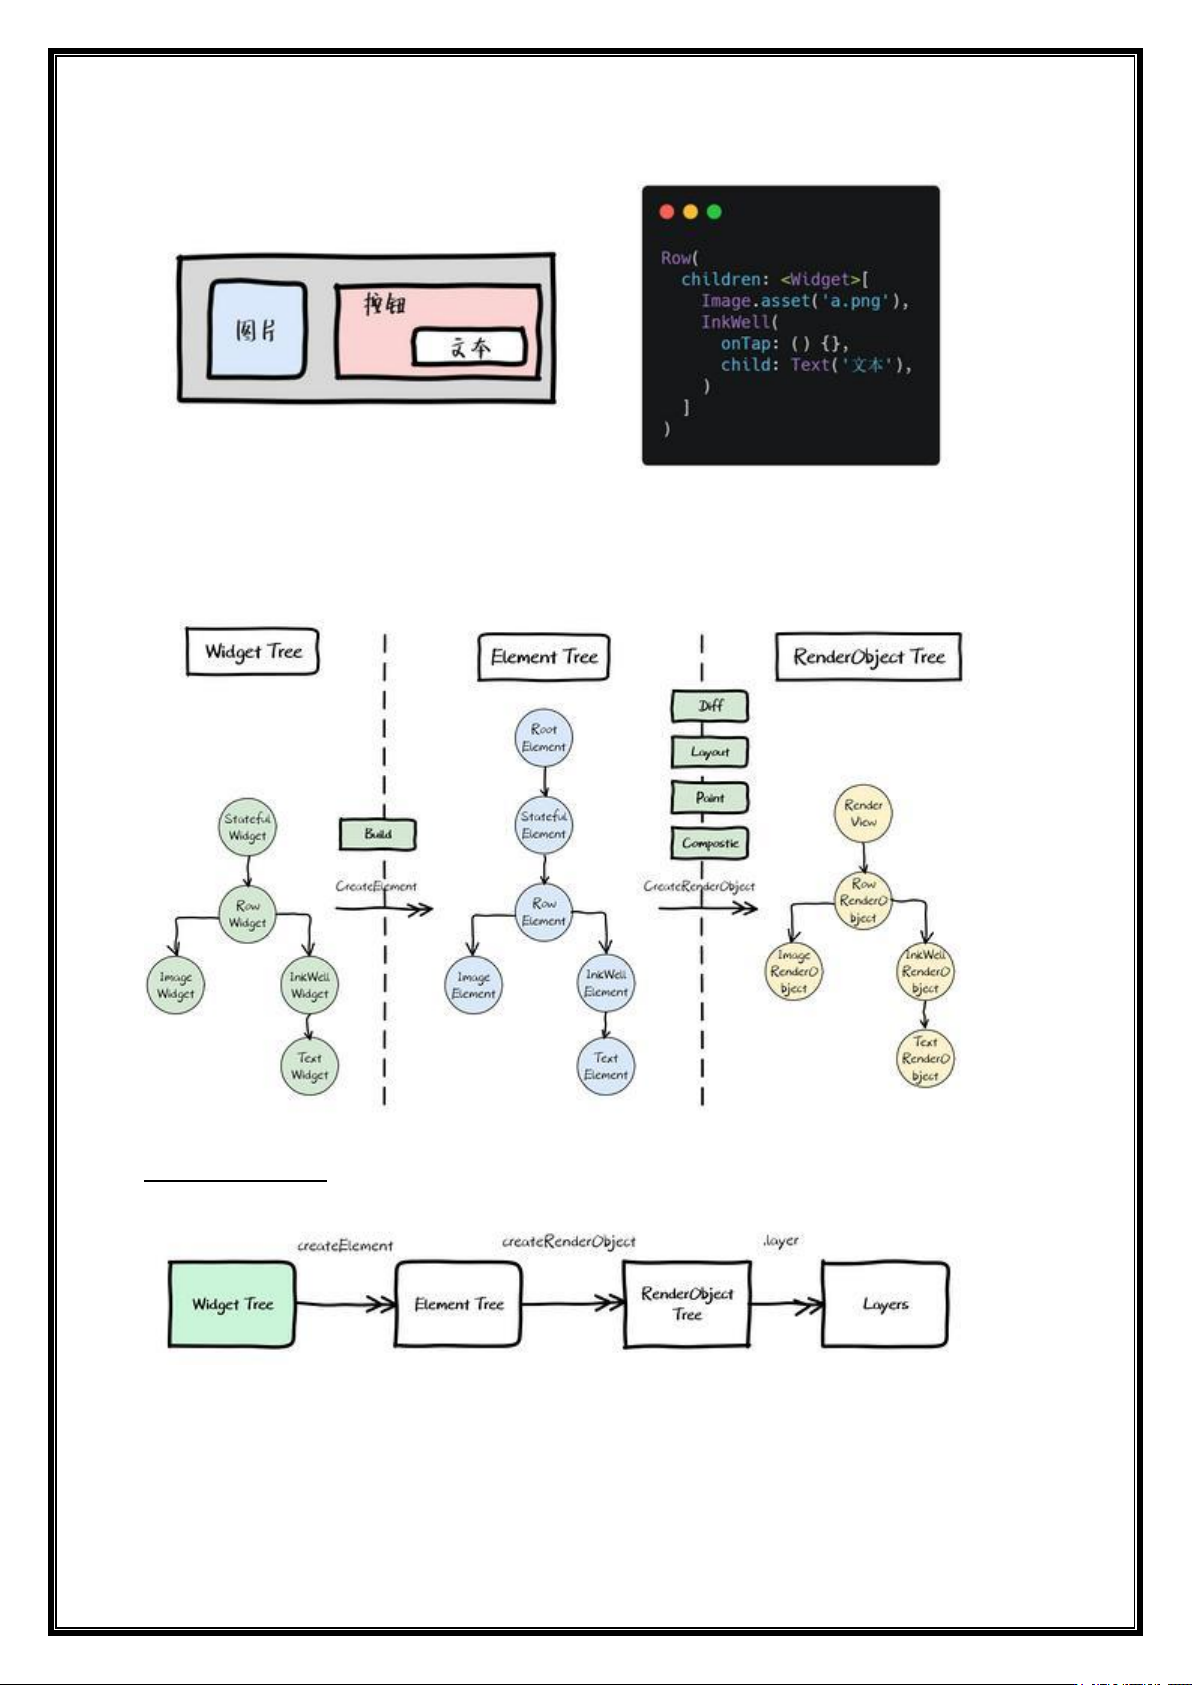 图片
按钮
文本
Row(
children: <Widget>[
Image.asset('a.png'),
InkWell(
onTap: () {},
child: Text('文本'),
)
]
)
Widget Tree
Element Tree
RenderObject Tree
Stateful
Widget
Row
Widget
Image
Widget
InkWell
Widget
Text
Widget
Build
CreateElement
Root
Element
Stateful
Element
Row
Element
Image
Element
InkWell
Element
Text
Element
Diff
Layout
Paint
Compostie
CreateRenderObject
Render
View
Row
RenderO
bject
Image
RenderO
bject
InkWell
RenderO
bject
Text
RenderO
bject
createElement
createRenderObject
.layer
Widget Tree
Element Tree
RenderObject
Tree
Layers